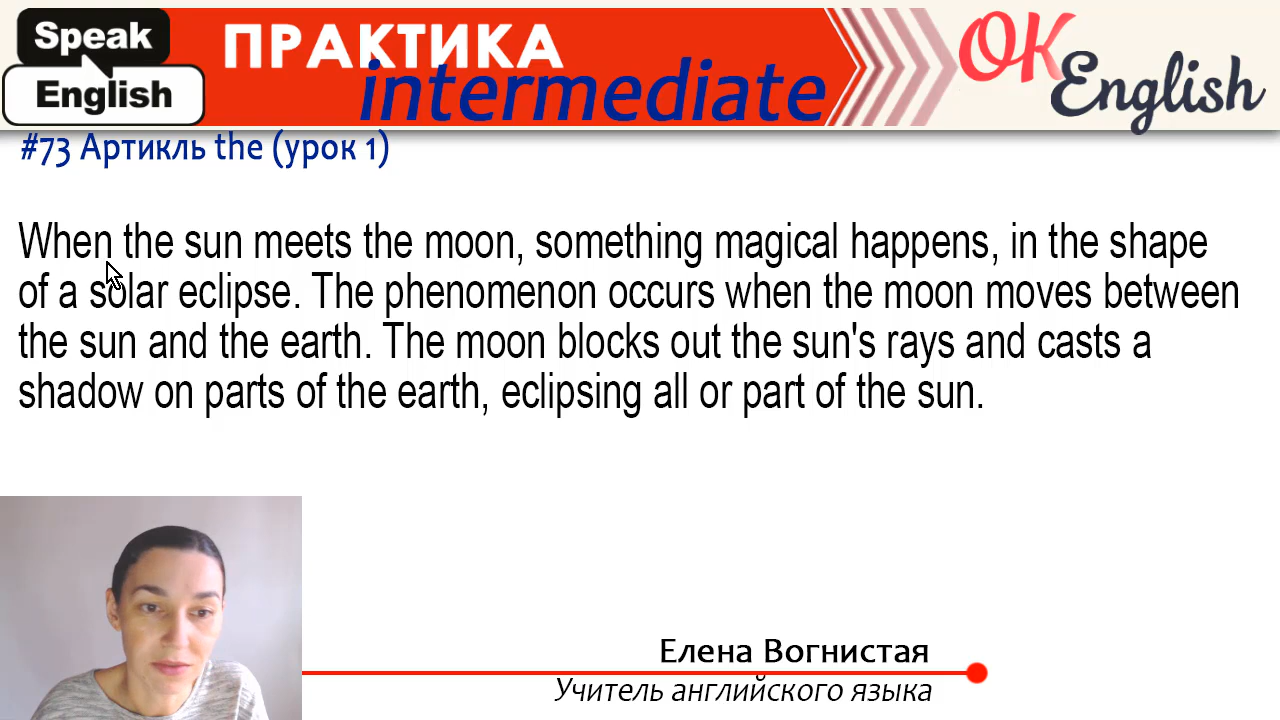 Speak
English
ПРАКТИКА
intermediate
OK
English
#73 Артикль the (урок 1)
When the sun meets the moon, something magical happens, in the shape
of a solar eclipse. The phenomenon occurs when the moon moves between
the sun and the earth. The moon blocks out the sun's rays and casts a
shadow on parts of the earth, eclipsing all or part of the sun.
Елена Вогнистая
Учитель английского языка